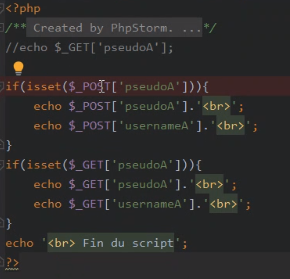 <?php
/** Created by PhpStorm. ...**/
//echo $_GET['pseudoA'];
if(isset($_POST['pseudoA'])){
echo $_POST['pseudoA'].'<br>';
echo $_POST['usernameA'].'<br>';
}
if(isset($_GET['pseudoA'])){
echo $_GET['pseudoA'].'<br>';
echo $_GET['usernameA'].'<br>';
}
echo '<br> Fin du script';
?>